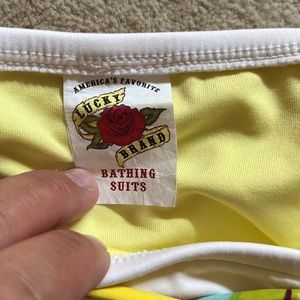 AMERICA'S FAVORITE
LUCKY
BRAND
BATHING
SUITS